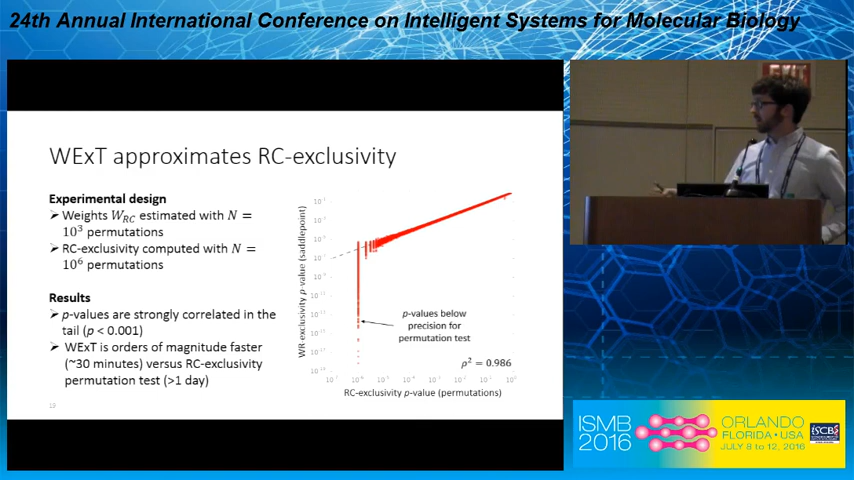 24th Annual International Conference on Intelligent Systems for Molecular Biology
WExT approximates RC-exclusivity
Experimental design
➢ Weights W_RC estimated with N =
10³ permutations
➢ RC-exclusivity computed with N =
10⁶ permutations
Results
➢ p-values are strongly correlated in the
tail (p < 0.001)
➢ WExT is orders of magnitude faster
(~30 minutes) versus RC-exclusivity
permutation test (>1 day)
19
WR exclusivity p-value (saddlepoint)
p-values below
precision for
permutation test
ρ² = 0.986
RC-exclusivity p-value (permutations)
EXIT
ISMB
2016
ORLANDO
FLORIDA • USA
JULY 8 to 12, 2016
ISCB